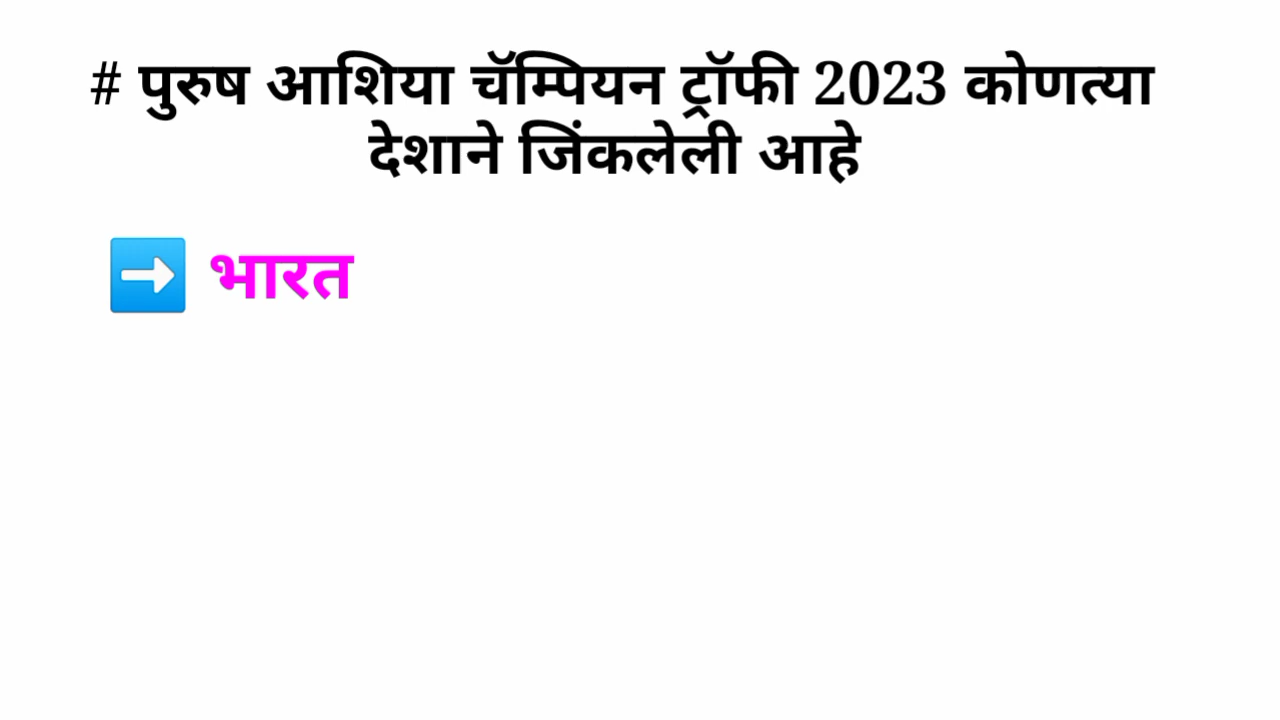 # पुरुष आशिया चॅम्पियन ट्रॉफी 2023 कोणत्या
देशाने जिंकलेली आहे
➡️ भारत